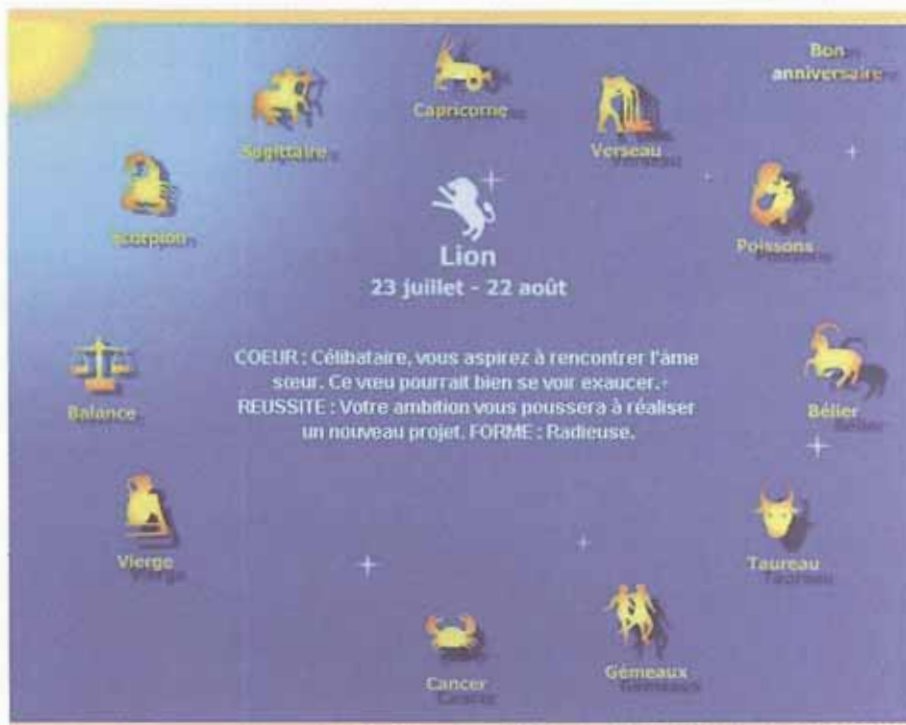 Bon
anniversaire
Capricorne
Sagittaire
Verseau
Scorpion
Poissons
Lion
23 juillet - 22 août
COEUR : Célibataire, vous aspirez à rencontrer l'âme
sœur. Ce vœu pourrait bien se voir exaucer.
REUSSITE : Votre ambition vous poussera à réaliser
un nouveau projet. FORME : Radieuse.
Balance
Bélier
Vierge
Taureau
Cancer
Gémeaux